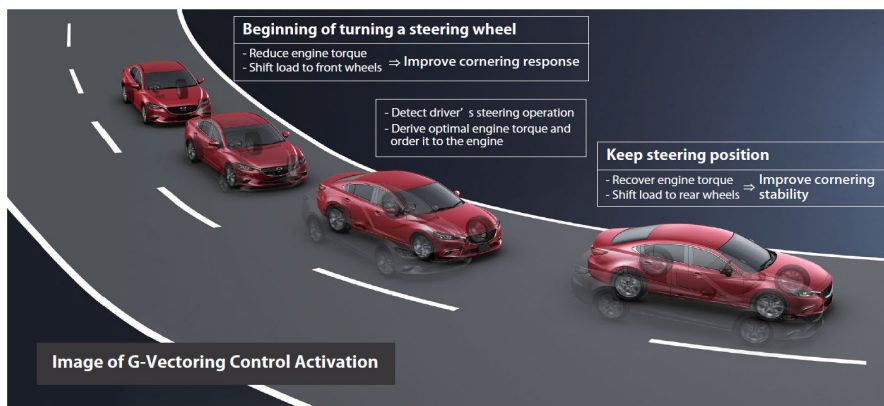 Beginning of turning a steering wheel
- Reduce engine torque
- Shift load to front wheels ⇒ Improve cornering response
- Detect driver’ s steering operation
- Derive optimal engine torque and
order it to the engine
Keep steering position
- Recover engine torque
- Shift load to rear wheels ⇒ Improve cornering
stability
Image of G-Vectoring Control Activation